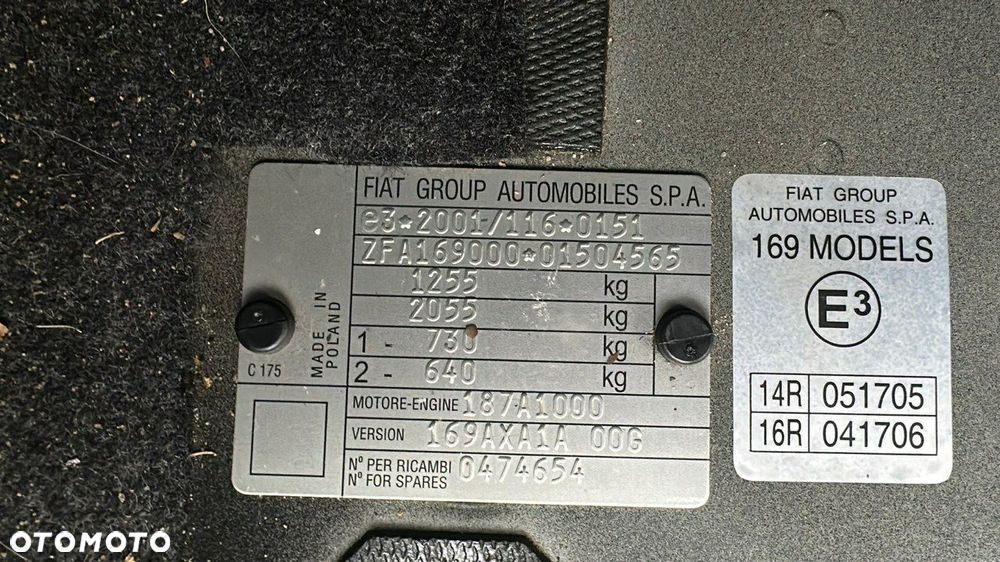 FIAT GROUP AUTOMOBILES S.P.A.
e3*2001/116*0151
ZFA169000*01504565
1255 kg
2055 kg
1 - 730 kg
2 - 640 kg
MADE IN
POLAND
C 175
MOTORE-ENGINE 187A1000
VERSION 169AXA1A 00G
N° PER RICAMBI
N° FOR SPARES
0474654
FIAT GROUP
AUTOMOBILES S.P.A.
169 MODELS
E3
14R 051705
16R 041706
OTOMOTO